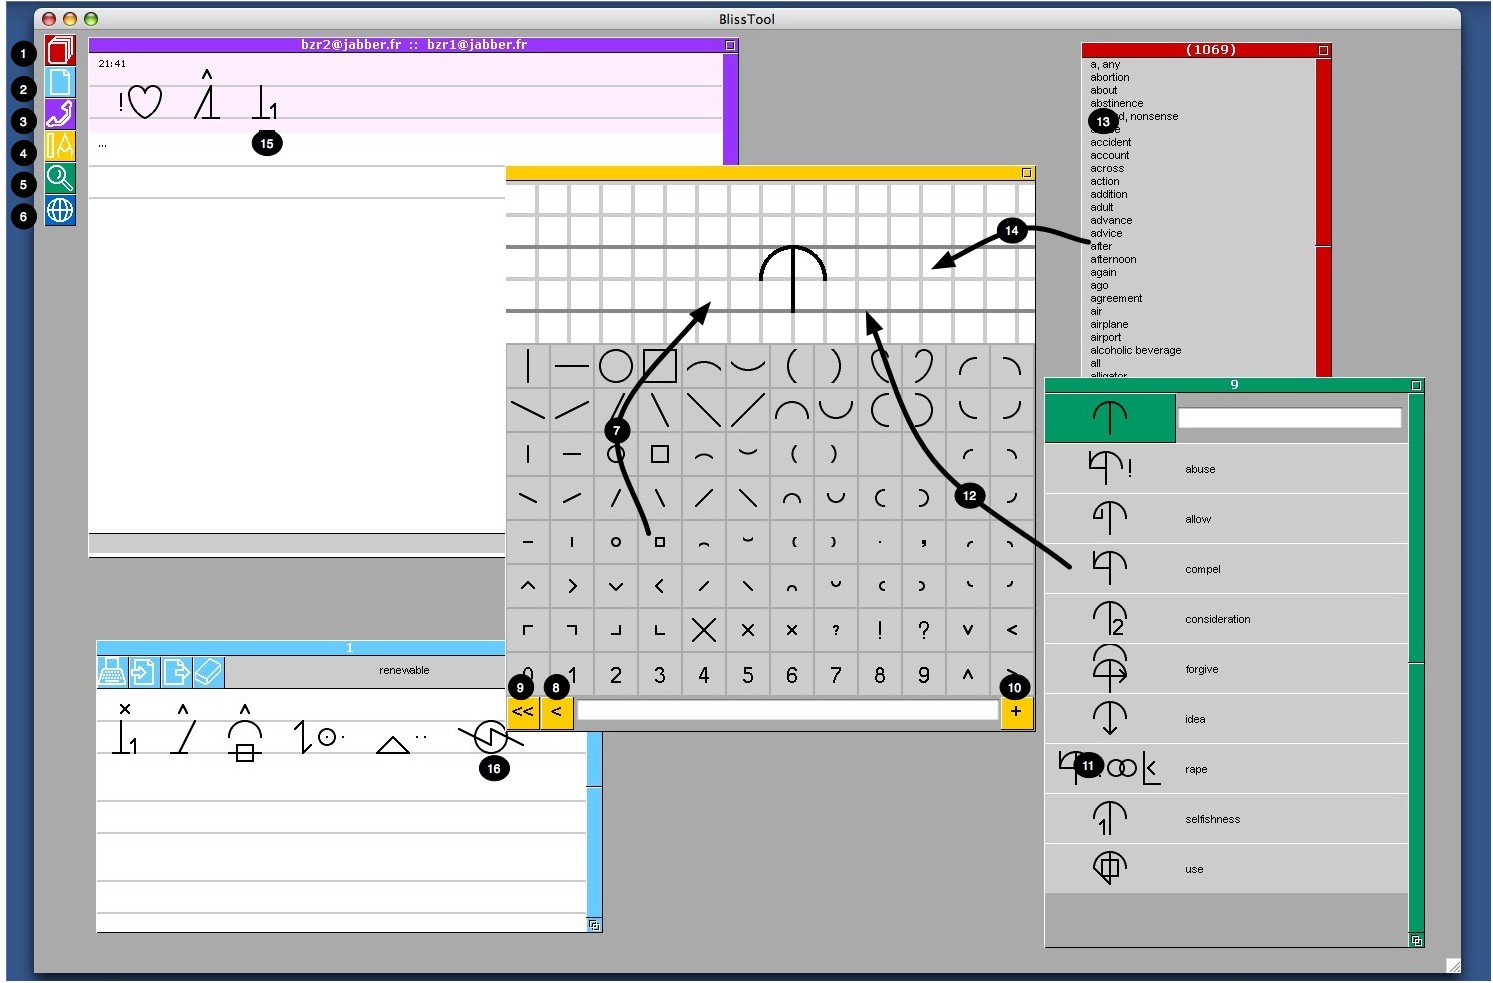 BlissTool
1
2
3
4
5
6
bzr2@jabber.fr :: bzr1@jabber.fr
21:41
! 1
15
...
(1069)
a, any
abortion
about
abstinence
13
d, nonsense
accident
account
across
action
addition
adult
advance
advice
after
afternoon
again
ago
agreement
air
airplane
airport
alcoholic beverage
all
alligator
14
7
12
? ! ?
0 1 2 3 4 5 6 7 8 9
9 8 10
<< < +
9
! abuse
allow
compel
2 consideration
forgive
idea
11 rape
1 selfishness
use
1
renewable
1
16